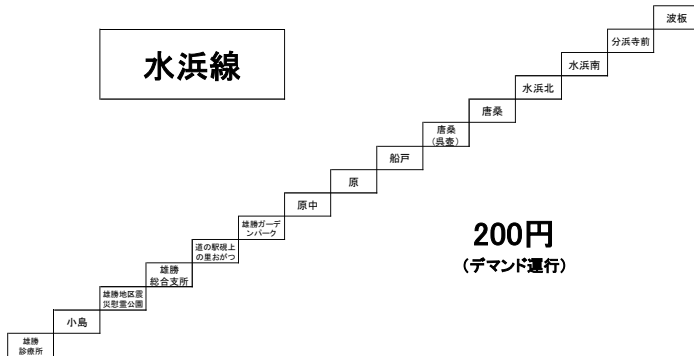 波板
分浜寺前
水浜線
水浜南
水浜北
唐桑
唐桑
(呉壺)
船戸
原
原中
雄勝ガーデ
ンパーク
200円
(デマンド運行)
道の駅硯上
の里おがつ
雄勝
総合支所
雄勝地区震
災慰霊公園
小島
雄勝
診療所